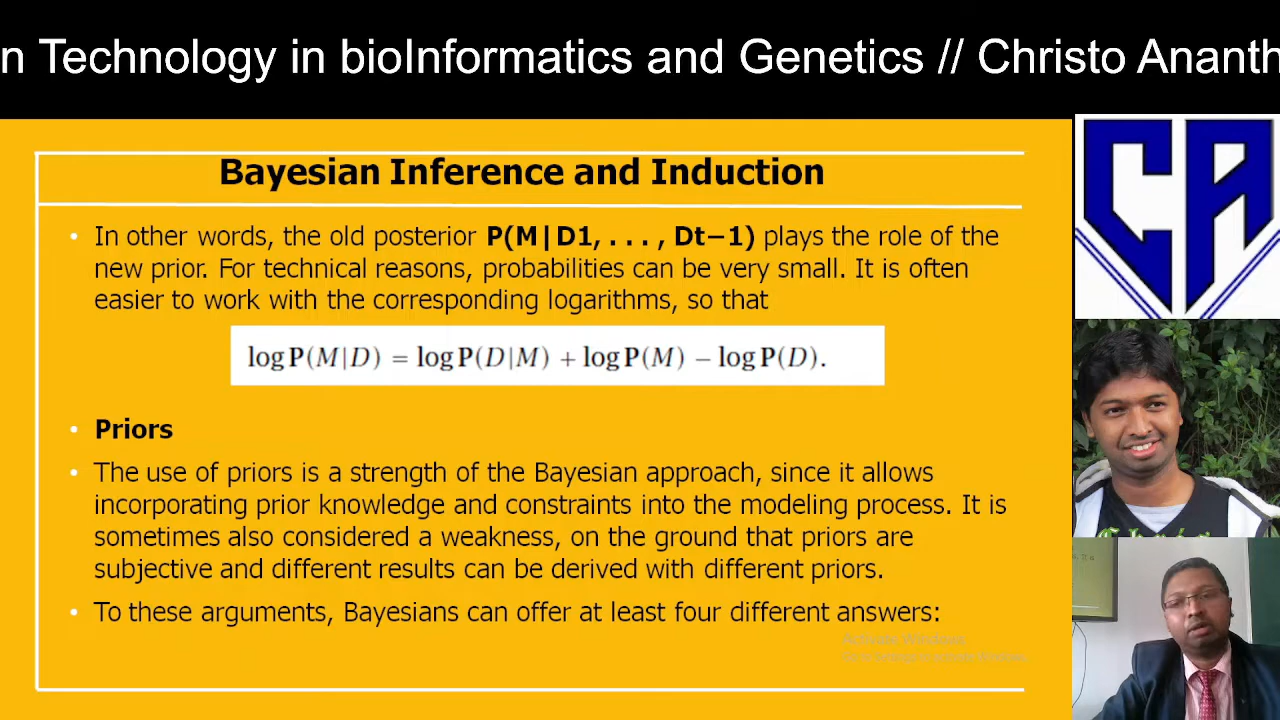 n Technology in bioInformatics and Genetics // Christo Ananth
Bayesian Inference and Induction
• In other words, the old posterior P(M|D1, . . . , Dt−1) plays the role of the
new prior. For technical reasons, probabilities can be very small. It is often
easier to work with the corresponding logarithms, so that
log P(M|D) = log P(D|M) + log P(M) − log P(D).
• Priors
• The use of priors is a strength of the Bayesian approach, since it allows
incorporating prior knowledge and constraints into the modeling process. It is
sometimes also considered a weakness, on the ground that priors are
subjective and different results can be derived with different priors.
• To these arguments, Bayesians can offer at least four different answers:
Activate Windows
CA